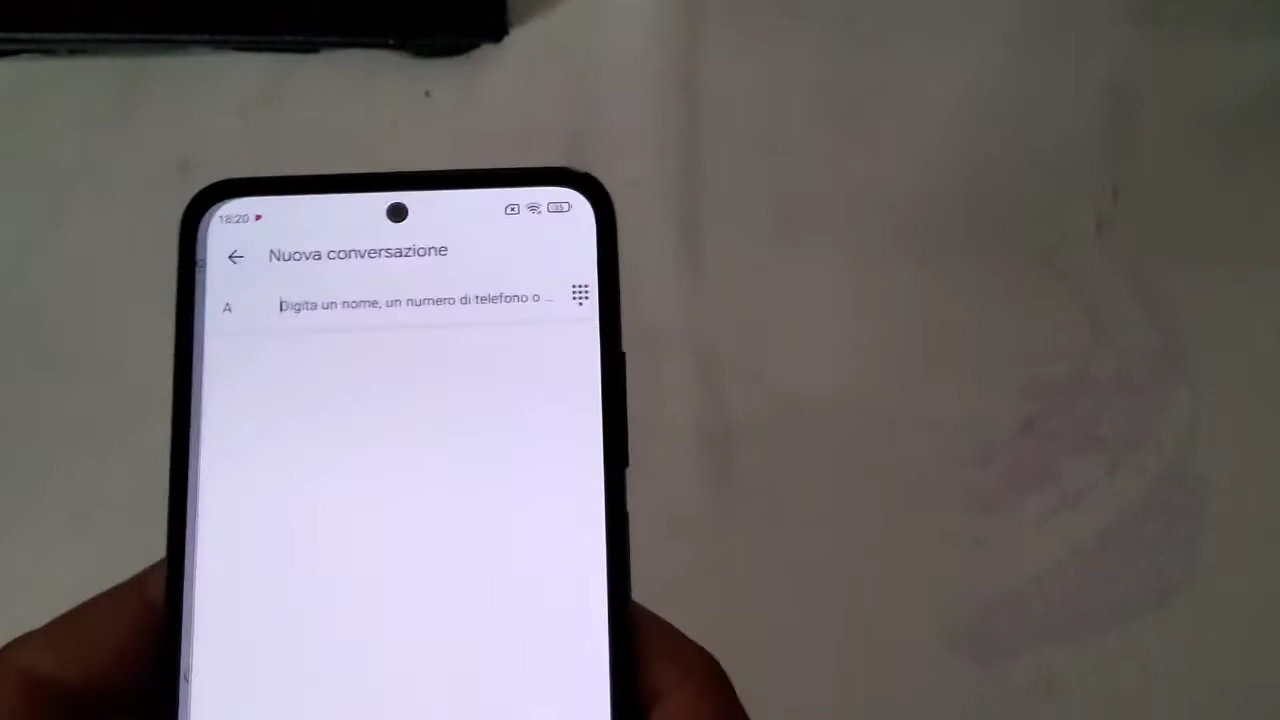 18:20
Nuova conversazione
A Digita un nome, un numero di telefono o ...